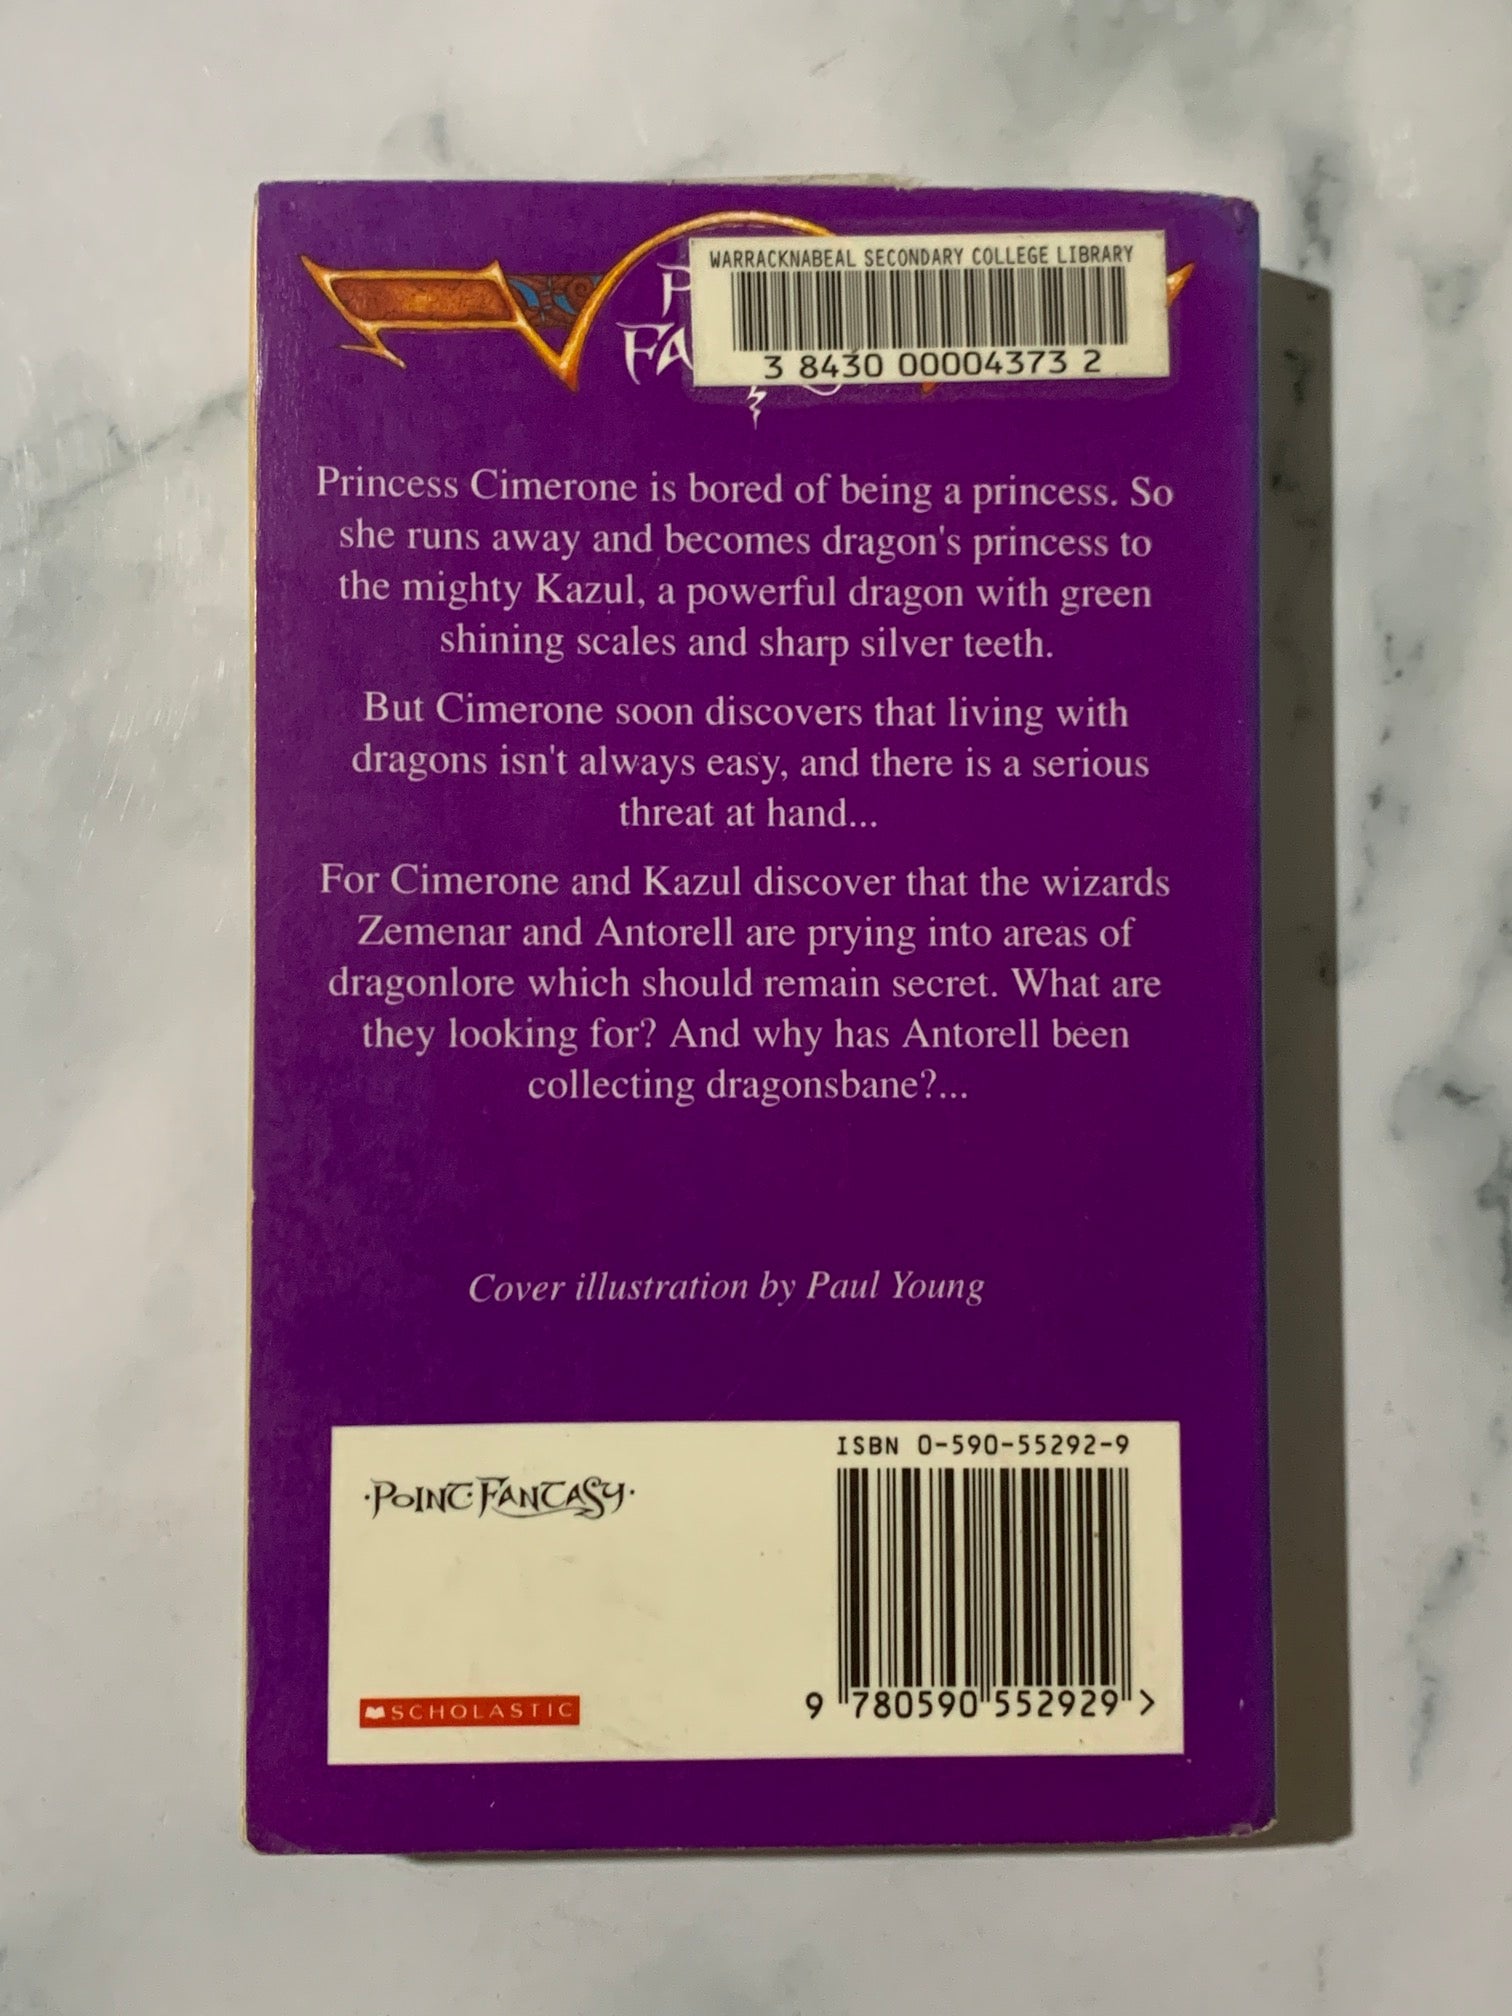 WARRACKNABEAL SECONDARY COLLEGE LIBRARY
3 8430 00004373 2
Princess Cimerone is bored of being a princess. So
she runs away and becomes dragon's princess to
the mighty Kazul, a powerful dragon with green
shining scales and sharp silver teeth.
But Cimerone soon discovers that living with
dragons isn't always easy, and there is a serious
threat at hand...
For Cimerone and Kazul discover that the wizards
Zemenar and Antorell are prying into areas of
dragonlore which should remain secret. What are
they looking for? And why has Antorell been
collecting dragonsbane?...
Cover illustration by Paul Young
ISBN 0-590-55292-9
·POINT·FANTASY·
9 780590 552929 >
SCHOLASTIC